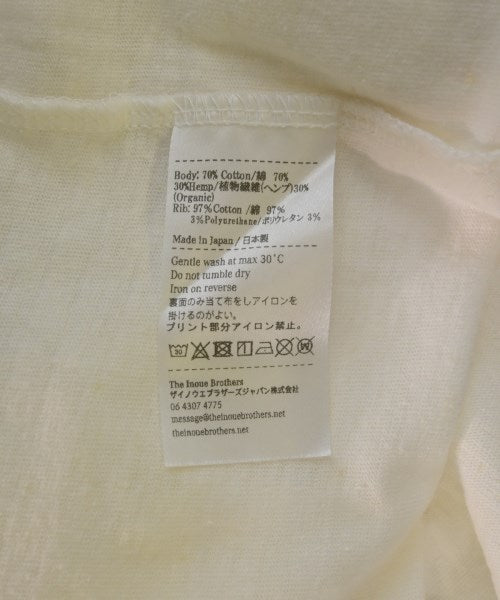 Body: 70% Cotton/綿 70%
30%Hemp/植物繊維(ヘンプ)30%
(Organic)
Rib: 97%Cotton /綿 97%
3%Polyurethane/ポリウレタン 3%
Made in Japan / 日本製
Gentle wash at max 30°C
Do not tumble dry
Iron on reverse
裏面のみ当て布をしアイロンを
掛けるのがよい。
プリント部分アイロン禁止。
The Inoue Brothers
ザイノウエブラザーズジャパン株式会社
06 4307 4775
message@theinouebrothers.net
theinouebrothers.net